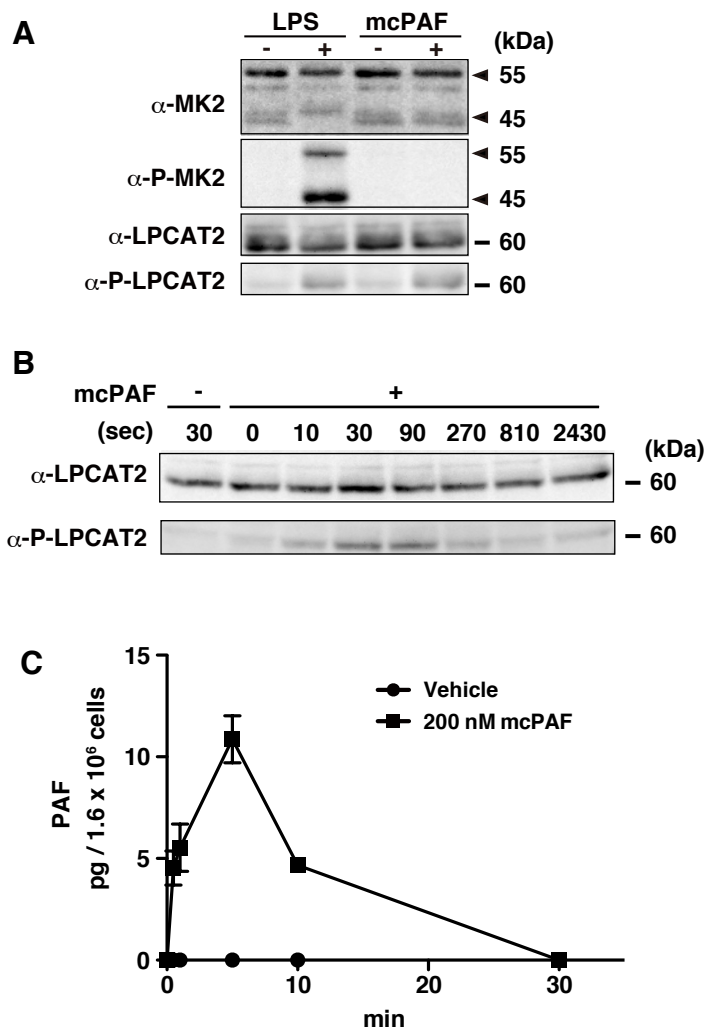 A
LPS mcPAF
- + - + (kDa)
α-MK2 55
45
α-P-MK2 55
45
α-LPCAT2 60
α-P-LPCAT2 60
B
mcPAF - +
(sec) 30 0 10 30 90 270 810 2430 (kDa)
α-LPCAT2 60
α-P-LPCAT2 60
C
PAF
pg / 1.6 x 10⁶ cells
15
10
5
0
Vehicle
200 nM mcPAF
0 10 20 30
min